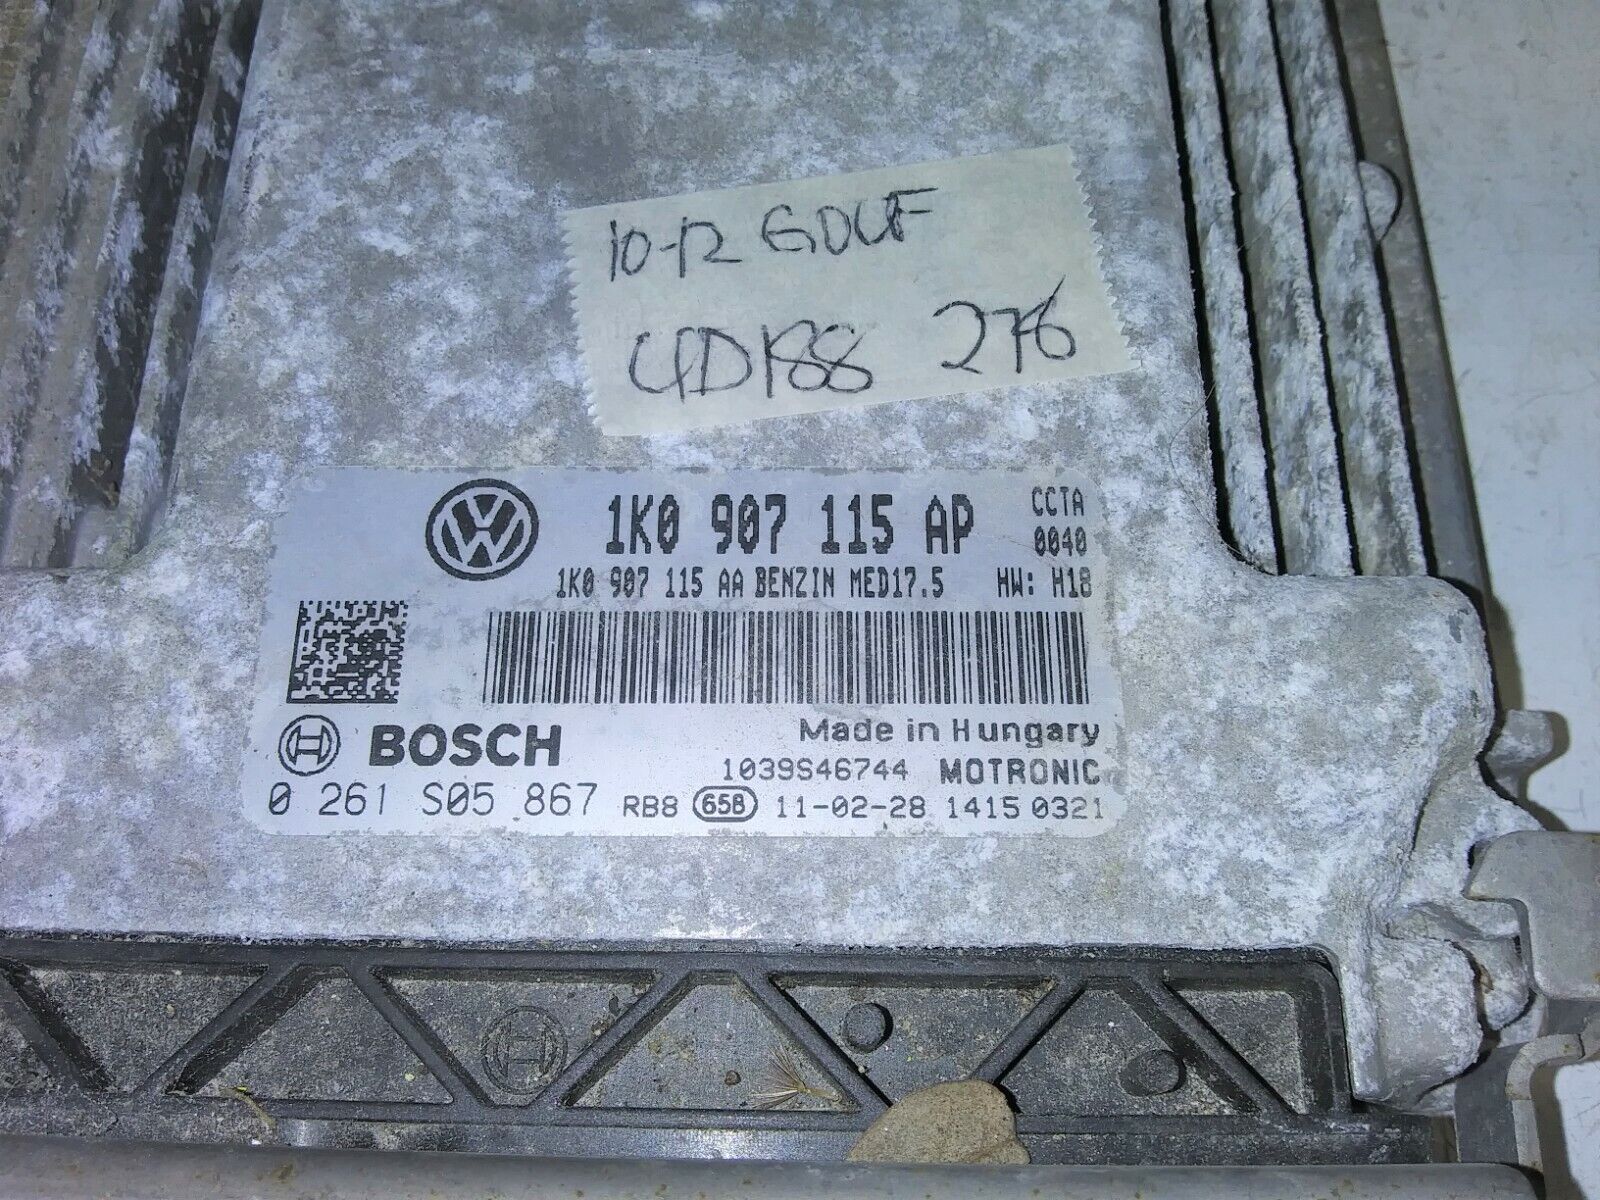 10-12 GOLF
4D188 276
1K0 907 115 AP
CCTA
0040
1K0 907 115 AA BENZIN MED17.5 HW: H18
BOSCH
Made in Hungary
1039S46744 MOTRONIC
0 261 S05 867 RB8 65B 11-02-28 1415 0321